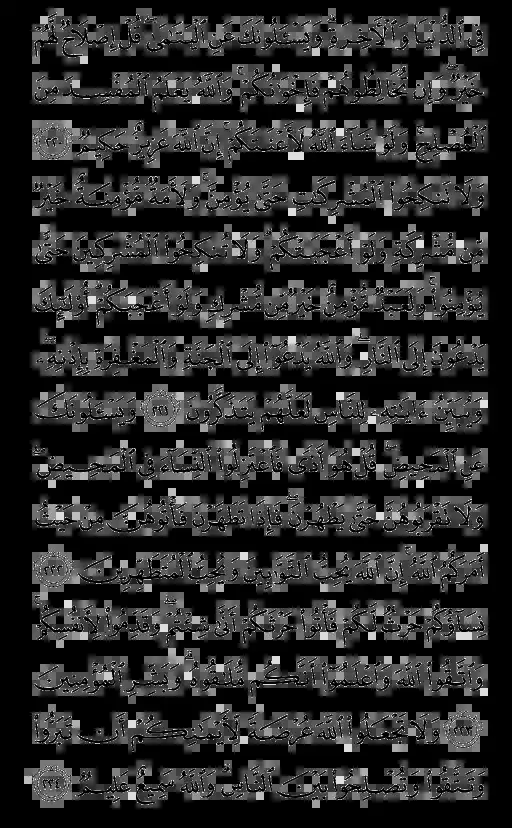 فِي الدُّنْيَا وَالْآخِرَةِ وَيَسْـَٔلُونَكَ عَنِ الْيَتَامَىٰ قُلْ إِصْلَاحٌ لَهُمْ
خَيْرٌ وَإِنْ تُخَالِطُوهُمْ فَإِخْوَانُكُمْ وَاللَّهُ يَعْلَمُ الْمُفْسِدَ مِنَ
الْمُصْلِحِ وَلَوْ شَاءَ اللَّهُ لَأَعْنَتَكُمْ إِنَّ اللَّهَ عَزِيزٌ حَكِيمٌ ٢٢٠
وَلَا تَنْكِحُوا الْمُشْرِكَاتِ حَتَّىٰ يُؤْمِنَّ وَلَأَمَةٌ مُؤْمِنَةٌ خَيْرٌ
مِنْ مُشْرِكَةٍ وَلَوْ أَعْجَبَتْكُمْ وَلَا تُنْكِحُوا الْمُشْرِكِينَ حَتَّىٰ
يُؤْمِنُوا وَلَعَبْدٌ مُؤْمِنٌ خَيْرٌ مِنْ مُشْرِكٍ وَلَوْ أَعْجَبَكُمْ أُولَٰئِكَ
يَدْعُونَ إِلَى النَّارِ وَاللَّهُ يَدْعُو إِلَى الْجَنَّةِ وَالْمَغْفِرَةِ بِإِذْنِهِ
وَيُبَيِّنُ ءَايَاتِهِ لِلنَّاسِ لَعَلَّهُمْ يَتَذَكَّرُونَ ٢٢١ وَيَسْـَٔلُونَكَ
عَنِ الْمَحِيضِ قُلْ هُوَ أَذًى فَاعْتَزِلُوا النِّسَاءَ فِي الْمَحِيضِ
وَلَا تَقْرَبُوهُنَّ حَتَّىٰ يَطْهُرْنَ فَإِذَا تَطَهَّرْنَ فَأْتُوهُنَّ مِنْ حَيْثُ
أَمَرَكُمُ اللَّهُ إِنَّ اللَّهَ يُحِبُّ التَّوَّابِينَ وَيُحِبُّ الْمُتَطَهِّرِينَ ٢٢٢
نِسَاؤُكُمْ حَرْثٌ لَكُمْ فَأْتُوا حَرْثَكُمْ أَنَّىٰ شِئْتُمْ وَقَدِّمُوا لِأَنْفُسِكُمْ
وَاتَّقُوا اللَّهَ وَاعْلَمُوا أَنَّكُمْ مُلَاقُوهُ وَبَشِّرِ الْمُؤْمِنِينَ
٢٢٣ وَلَا تَجْعَلُوا اللَّهَ عُرْضَةً لِأَيْمَانِكُمْ أَنْ تَبَرُّوا
وَتَتَّقُوا وَتُصْلِحُوا بَيْنَ النَّاسِ وَاللَّهُ سَمِيعٌ عَلِيمٌ ٢٢٤